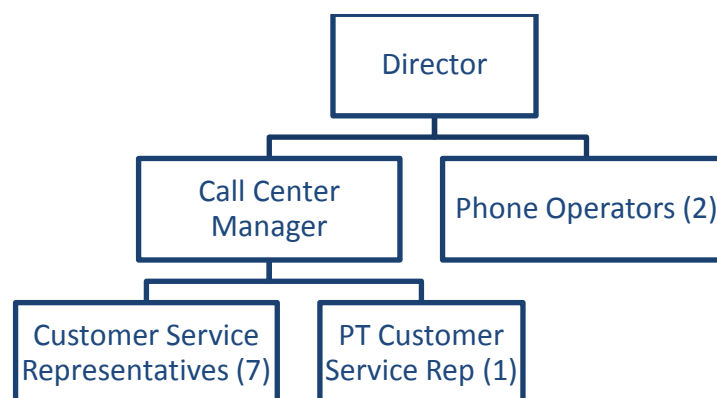 Director
Call Center
Manager
Phone Operators (2)
Customer Service
Representatives (7)
PT Customer
Service Rep (1)